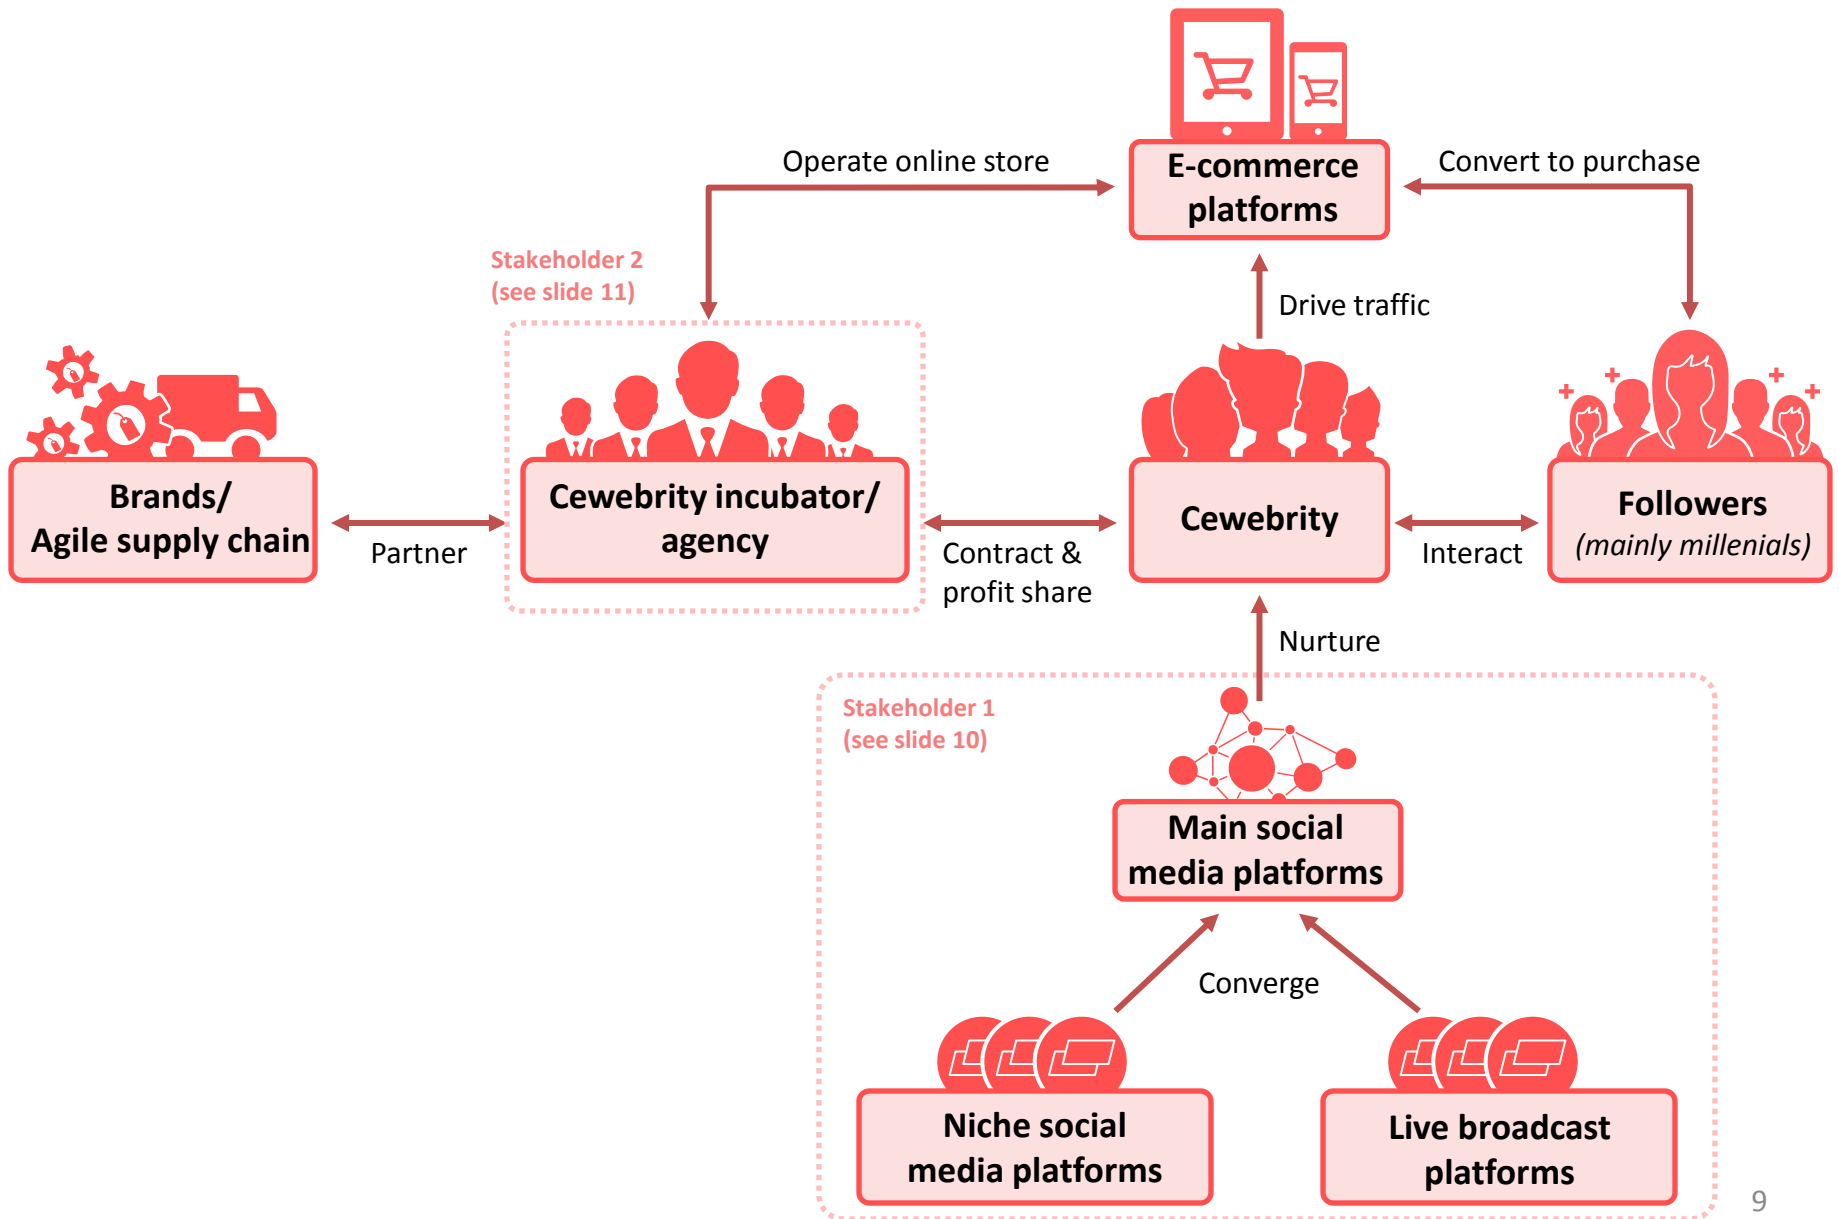 E-commerce
platforms
Operate online store
Convert to purchase
Stakeholder 2
(see slide 11)
Drive traffic
Brands/
Agile supply chain
Partner
Cewebrity incubator/
agency
Contract &
profit share
Cewebrity
Interact
Followers
(mainly millenials)
Nurture
Stakeholder 1
(see slide 10)
Main social
media platforms
Converge
Niche social
media platforms
Live broadcast
platforms
9